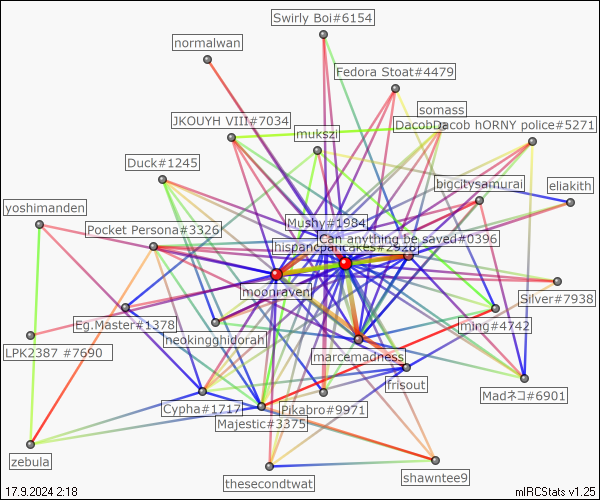 Swirly Boi#6154
normalwan
Fedora Stoat#4479
somass
JKOUYH VIII#7034
DacobDacob hORNY police#5271
mukszi
Duck#1245
bigcitysamurai
eliakith
yoshimanden
Mushy#1984
Pocket Persona#3326
Can anything be saved#0396
hispancpancakes#2926
moonraven
Silver#7938
Eg.Master#1378
ming#4742
neokingghidorah
LPK2387 #7690
marcemadness
frisout
Madネコ#6901
Cypha#1717
Pikabro#9971
Majestic#3375
zebula
thesecondtwat
shawntee9
17.9.2024 2:18
mIRCStats v1.25